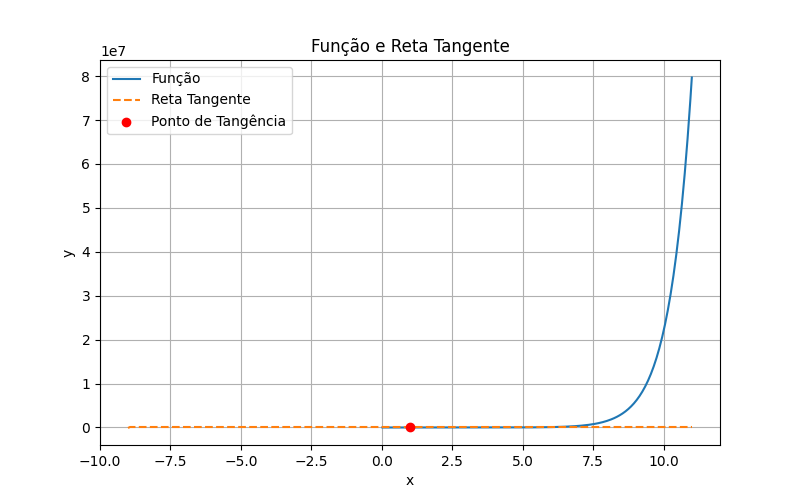 Função e Reta Tangente
1e7
Função
Reta Tangente
Ponto de Tangência
8
7
6
5
4
3
2
1
0
y
−10.0 −7.5 −5.0 −2.5 0.0 2.5 5.0 7.5 10.0
x